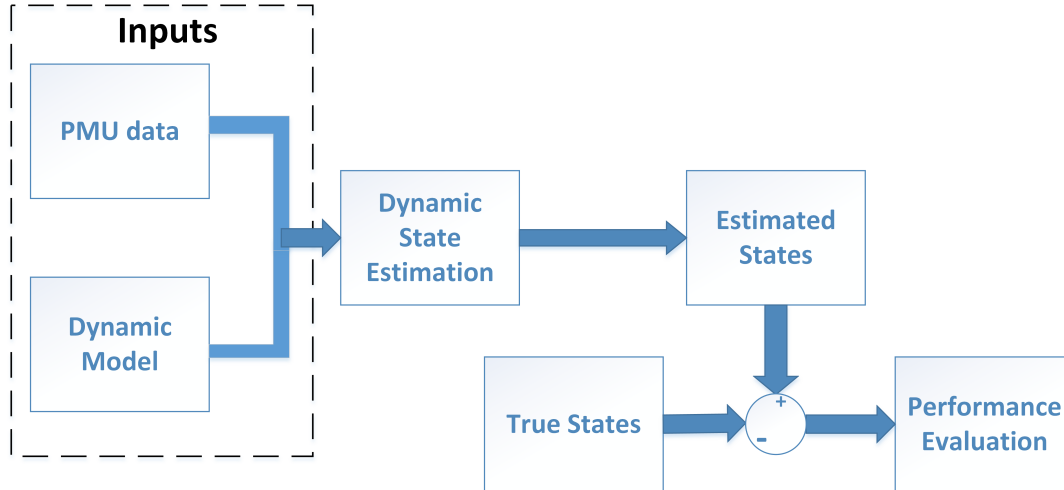 Inputs
PMU data
Dynamic
Model
Dynamic
State
Estimation
Estimated
States
True States
+
-
Performance
Evaluation